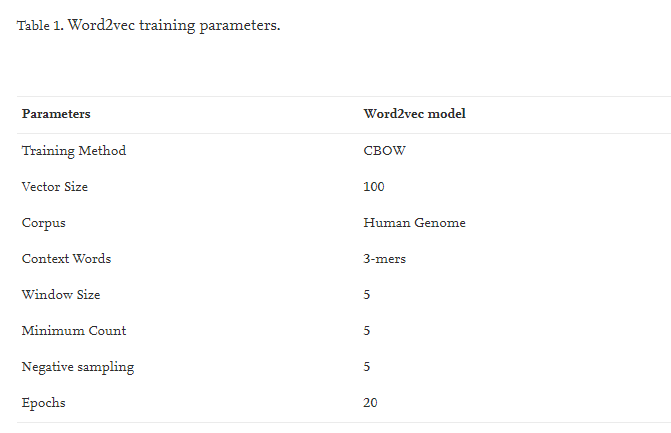 Table 1. Word2vec training parameters.
Parameters Word2vec model
Training Method CBOW
Vector Size 100
Corpus Human Genome
Context Words 3-mers
Window Size 5
Minimum Count 5
Negative sampling 5
Epochs 20